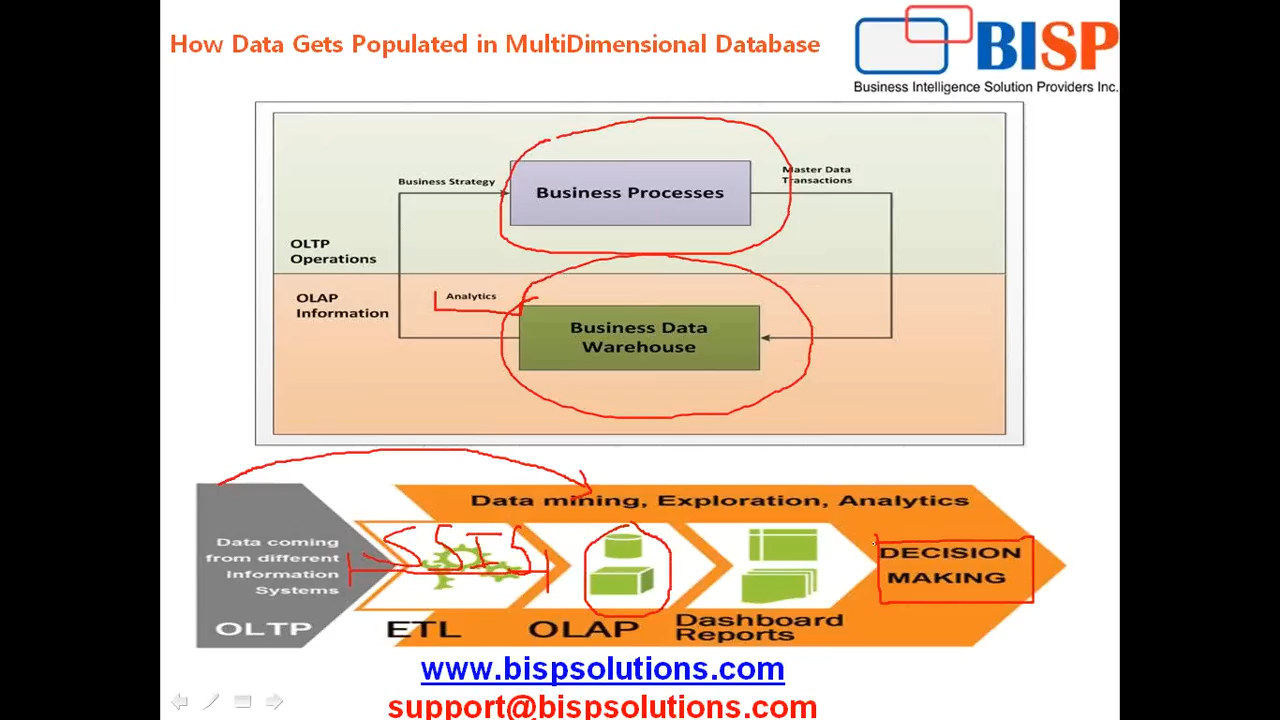 How Data Gets Populated in MultiDimensional Database
BISP
Business Intelligence Solution Providers Inc.
Business Strategy
Business Processes
Master Data
Transactions
OLTP
Operations
OLAP
Information
Analytics
Business Data
Warehouse
Data mining, Exploration, Analytics
Data coming
from different
Information
Systems
SSIS
DECISION
MAKING
OLTP
ETL
OLAP
Dashboard
Reports
www.bispsolutions.com
support@bispsolutions.com